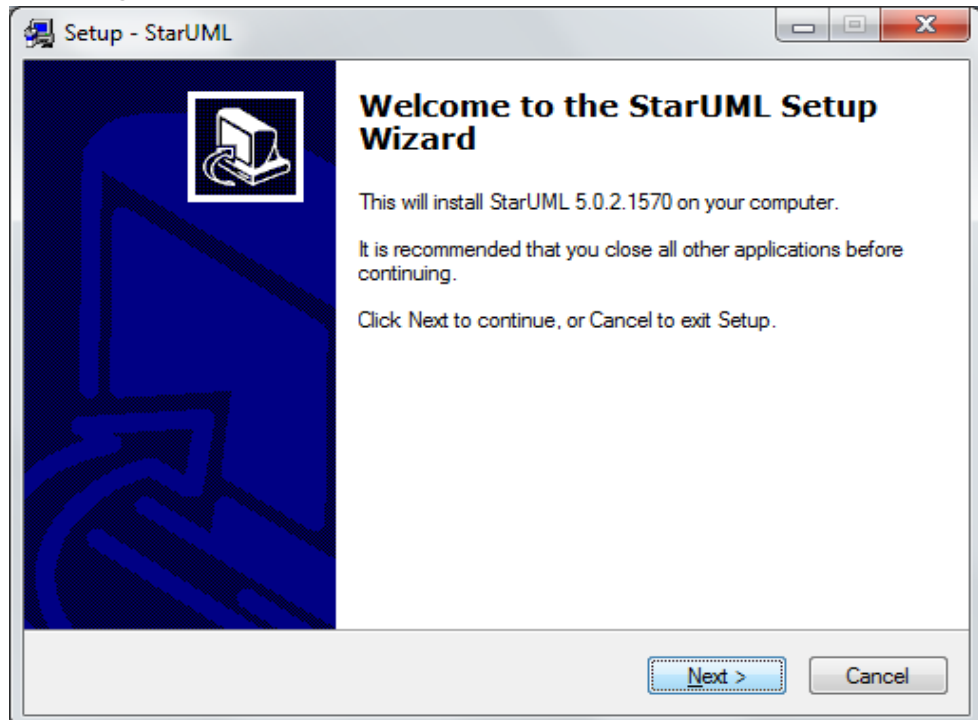 Setup - StarUML
Welcome to the StarUML Setup
Wizard
This will install StarUML 5.0.2.1570 on your computer.
It is recommended that you close all other applications before
continuing.
Click Next to continue, or Cancel to exit Setup.
Next >
Cancel